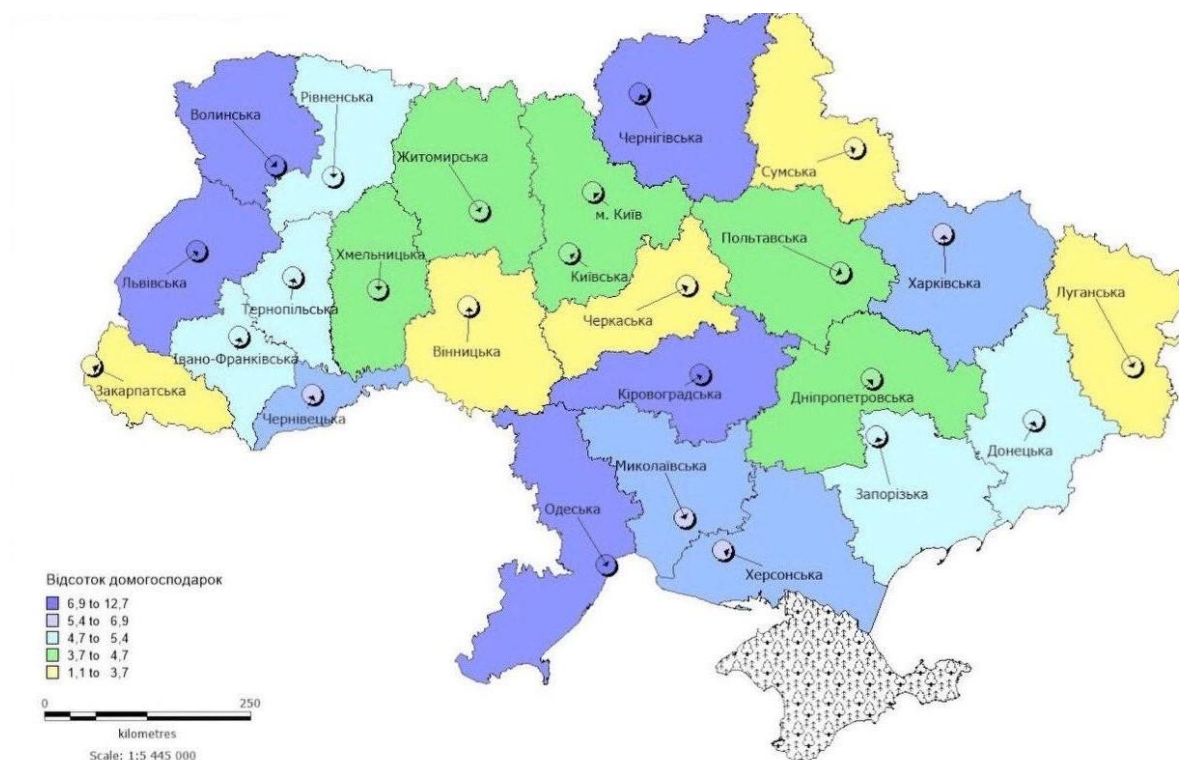 Рівненська
Волинська
Чернігівська
Житомирська
Сумська
м. Київ
Польтавська
Хмельницька
Київська
Львівська
Харківська
Луганська
Тернопільська
Черкаська
Вінницька
Івано-Франківська
Закарпатська
Кіровоградська
Дніпропетровська
Чернівецька
Донецька
Миколаївська
Запорізька
Одеська
Херсонська
Відсоток домогосподарок
6,9 to 12,7
5,4 to 6,9
4,7 to 5,4
3,7 to 4,7
1,1 to 3,7
0 250
kilometres
Scale: 1:5 445 000